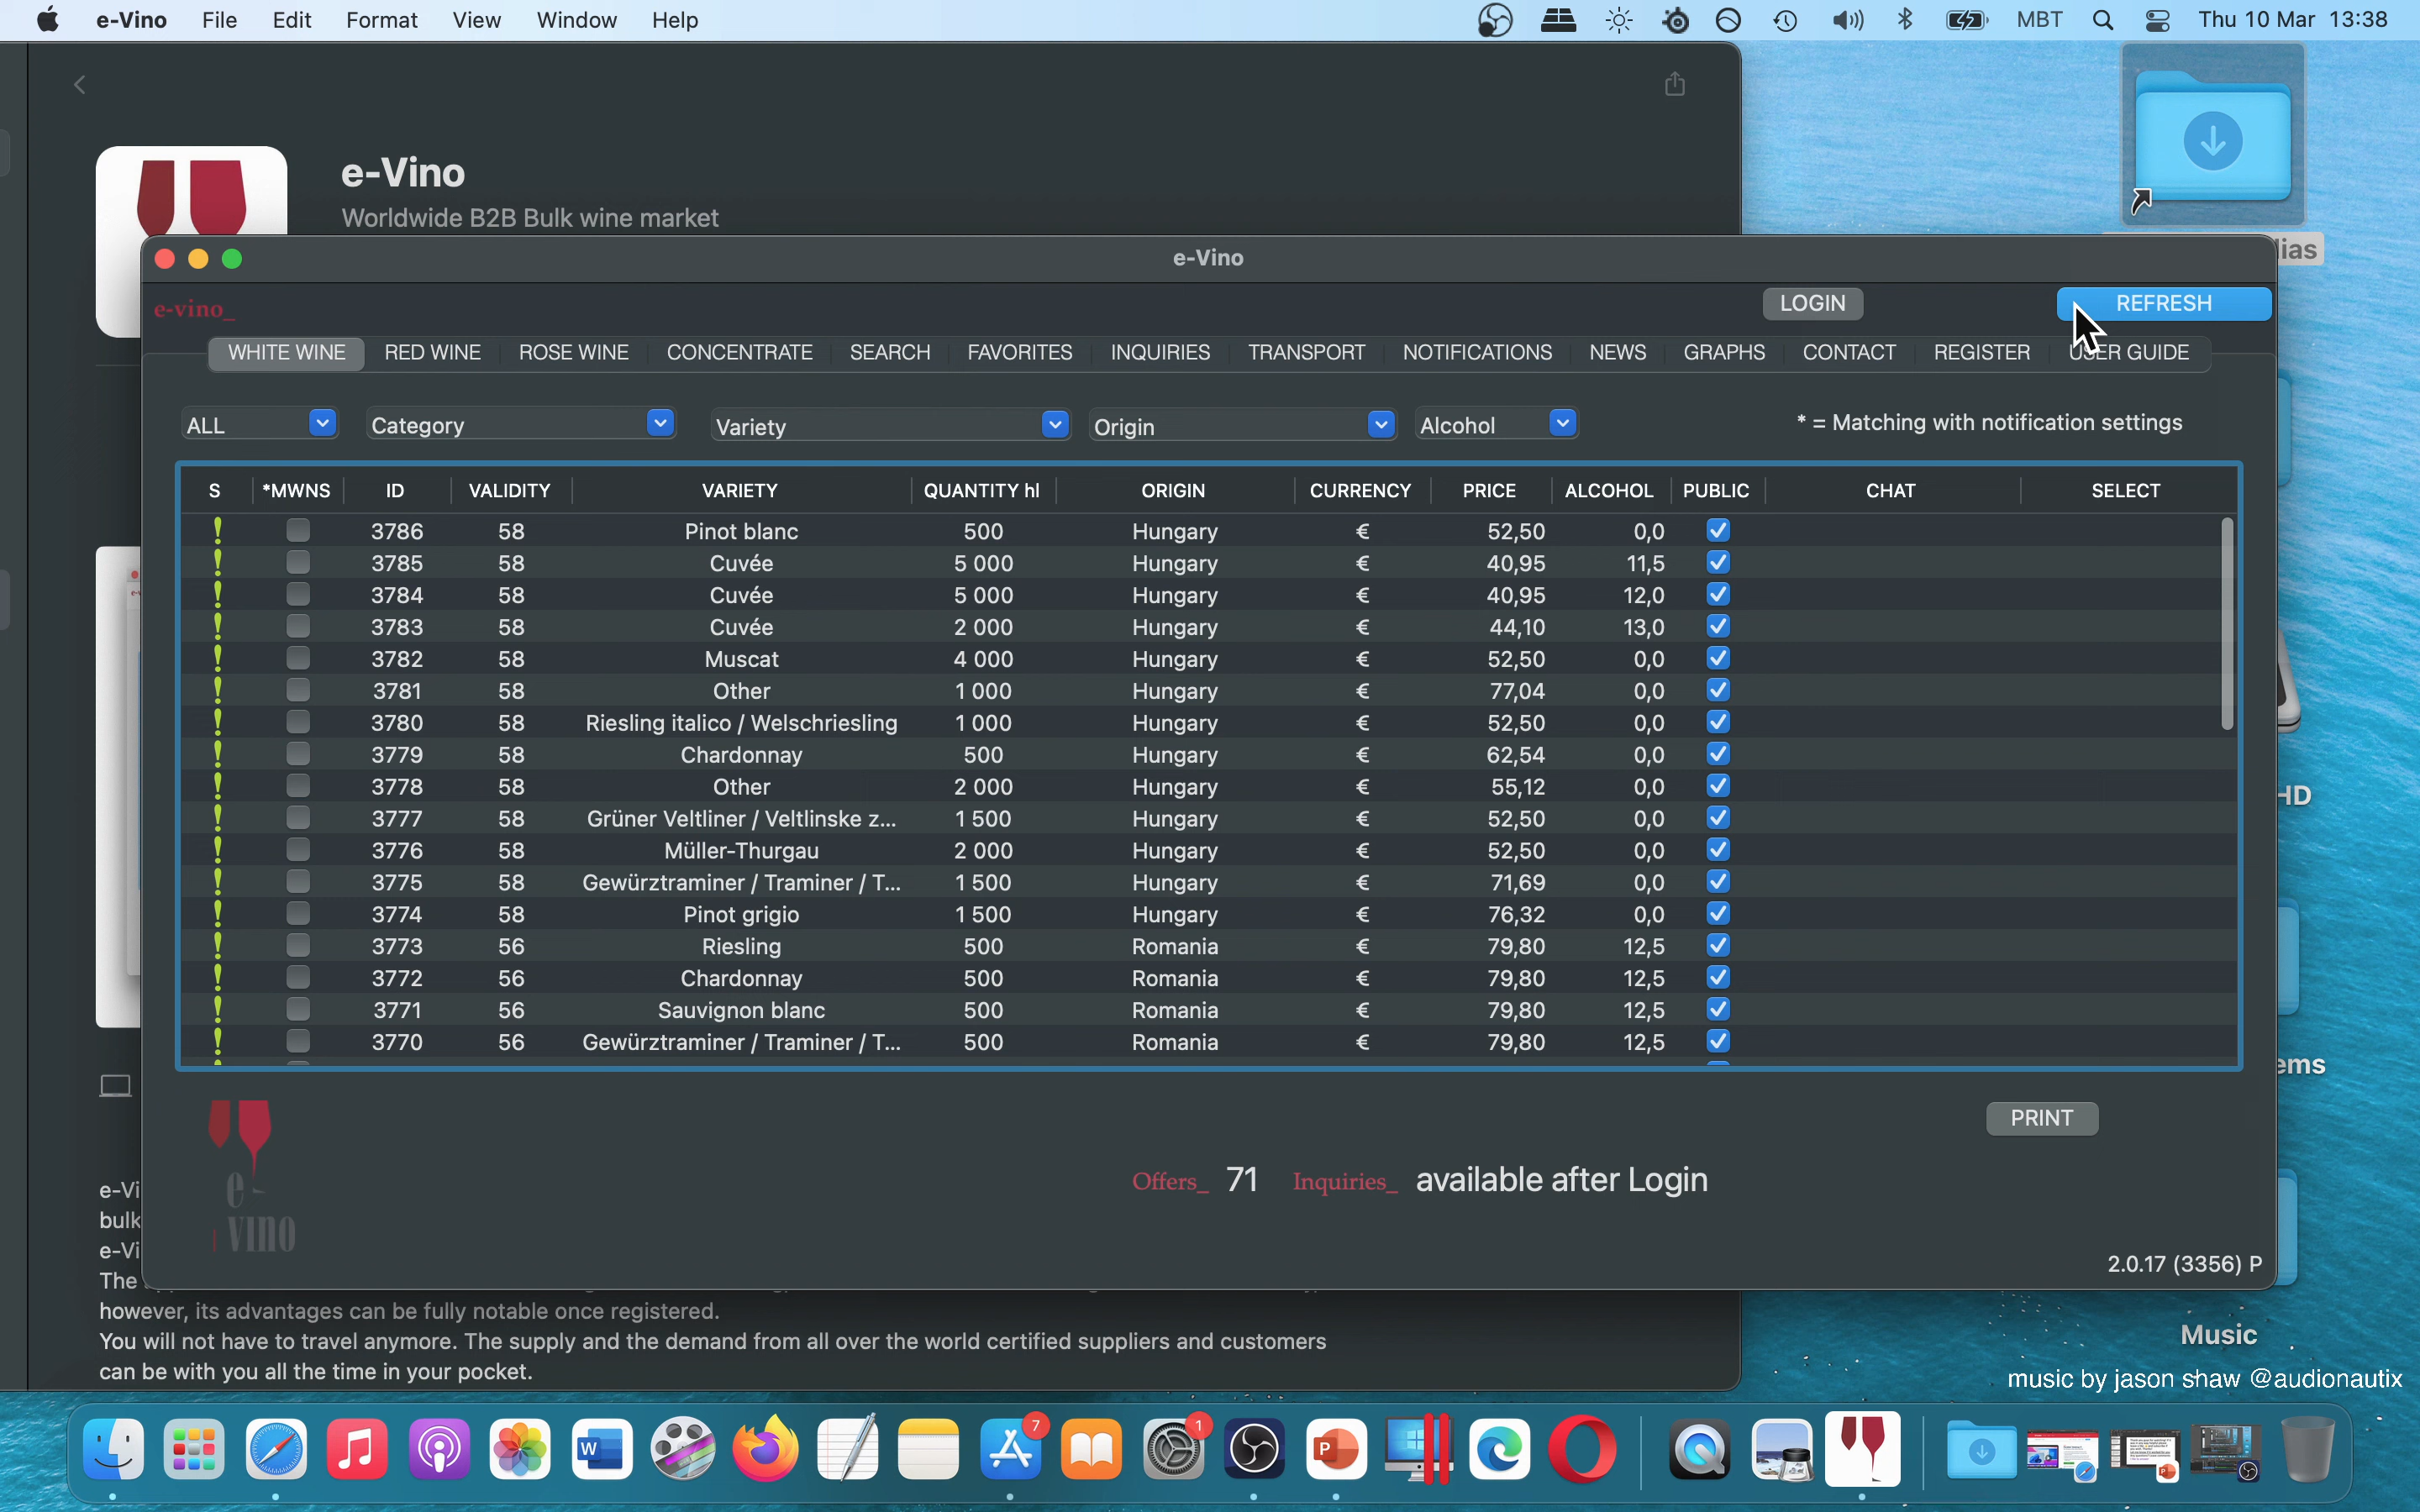 e-Vino File Edit Format View Window Help MBT Thu 10 Mar 13:38
e-Vino
Worldwide B2B Bulk wine market
lias
e-Vino
e-vino_ LOGIN REFRESH
WHITE WINE RED WINE ROSE WINE CONCENTRATE SEARCH FAVORITES INQUIRIES TRANSPORT NOTIFICATIONS NEWS GRAPHS CONTACT REGISTER USER GUIDE
ALL Category Variety Origin Alcohol * = Matching with notification settings
S *MWNS ID VALIDITY VARIETY QUANTITY hl ORIGIN CURRENCY PRICE ALCOHOL PUBLIC CHAT SELECT
3786 58 Pinot blanc 500 Hungary € 52,50 0,0
3785 58 Cuvée 5 000 Hungary € 40,95 11,5
3784 58 Cuvée 5 000 Hungary € 40,95 12,0
3783 58 Cuvée 2 000 Hungary € 44,10 13,0
3782 58 Muscat 4 000 Hungary € 52,50 0,0
3781 58 Other 1 000 Hungary € 77,04 0,0
3780 58 Riesling italico / Welschriesling 1 000 Hungary € 52,50 0,0
3779 58 Chardonnay 500 Hungary € 62,54 0,0
3778 58 Other 2 000 Hungary € 55,12 0,0
HD
3777 58 Grüner Veltliner / Veltlinske z... 1 500 Hungary € 52,50 0,0
3776 58 Müller-Thurgau 2 000 Hungary € 52,50 0,0
3775 58 Gewürztraminer / Traminer / T... 1 500 Hungary € 71,69 0,0
3774 58 Pinot grigio 1 500 Hungary € 76,32 0,0
3773 56 Riesling 500 Romania € 79,80 12,5
3772 56 Chardonnay 500 Romania € 79,80 12,5
3771 56 Sauvignon blanc 500 Romania € 79,80 12,5
3770 56 Gewürztraminer / Traminer / T... 500 Romania € 79,80 12,5
ems
PRINT
Offers_ 71 Inquiries_ available after Login
e-
vino
e-Vi
bulk
e-Vi
The
2.0.17 (3356) P
however, its advantages can be fully notable once registered.
You will not have to travel anymore. The supply and the demand from all over the world certified suppliers and customers
can be with you all the time in your pocket.
Music
music by jason shaw @audionautix
7
1